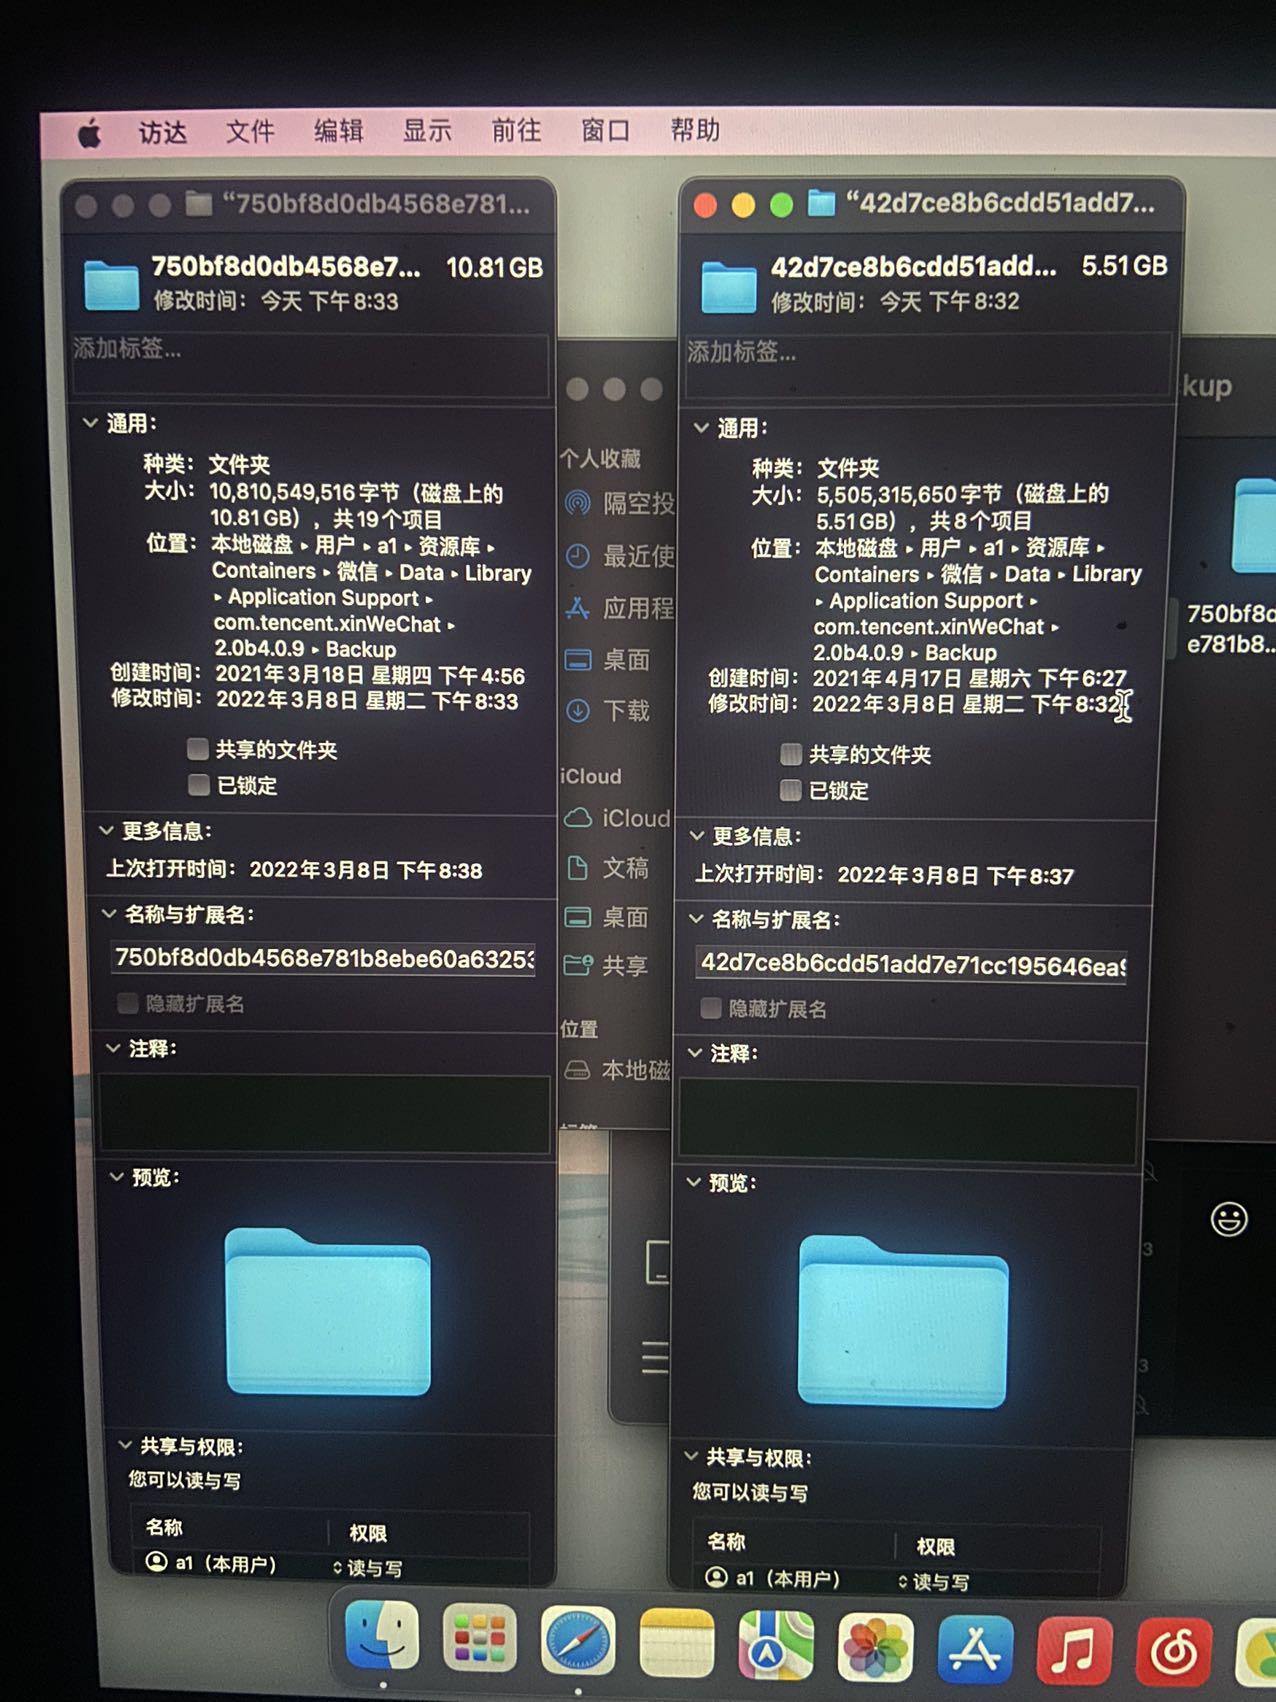 访达 文件 编辑 显示 前往 窗口 帮助
“750bf8d0db4568e781...
750bf8d0db4568e7... 10.81 GB
修改时间：今天 下午8:33
添加标签...
通用：
种类：文件夹
大小：10,810,549,516 字节（磁盘上的
10.81 GB），共19个项目
位置：本地磁盘 ▸ 用户 ▸ a1 ▸ 资源库 ▸
Containers ▸ 微信 ▸ Data ▸ Library
▸ Application Support ▸
com.tencent.xinWeChat ▸
2.0b4.0.9 ▸ Backup
创建时间：2021年3月18日 星期四 下午4:56
修改时间：2022年3月8日 星期二 下午8:33
共享的文件夹
已锁定
更多信息：
上次打开时间：2022年3月8日 下午8:38
名称与扩展名：
750bf8d0db4568e781b8ebe60a63253
隐藏扩展名
注释：
预览：
共享与权限：
您可以读与写
名称 权限
a1（本用户） 读与写
个人收藏
隔空投
最近使
应用程
桌面
下载
iCloud
iCloud
文稿
桌面
共享
位置
本地磁
“42d7ce8b6cdd51add7...
42d7ce8b6cdd51add... 5.51 GB
修改时间：今天 下午8:32
添加标签...
通用：
种类：文件夹
大小：5,505,315,650 字节（磁盘上的
5.51 GB），共8个项目
位置：本地磁盘 ▸ 用户 ▸ a1 ▸ 资源库 ▸
Containers ▸ 微信 ▸ Data ▸ Library
▸ Application Support ▸
com.tencent.xinWeChat ▸
2.0b4.0.9 ▸ Backup
创建时间：2021年4月17日 星期六 下午6:27
修改时间：2022年3月8日 星期二 下午8:32
共享的文件夹
已锁定
更多信息：
上次打开时间：2022年3月8日 下午8:37
名称与扩展名：
42d7ce8b6cdd51add7e71cc195646ea9
隐藏扩展名
注释：
预览：
共享与权限：
您可以读与写
名称 权限
a1（本用户） 读与写
kup
750bf8d
e781b8...
3
3